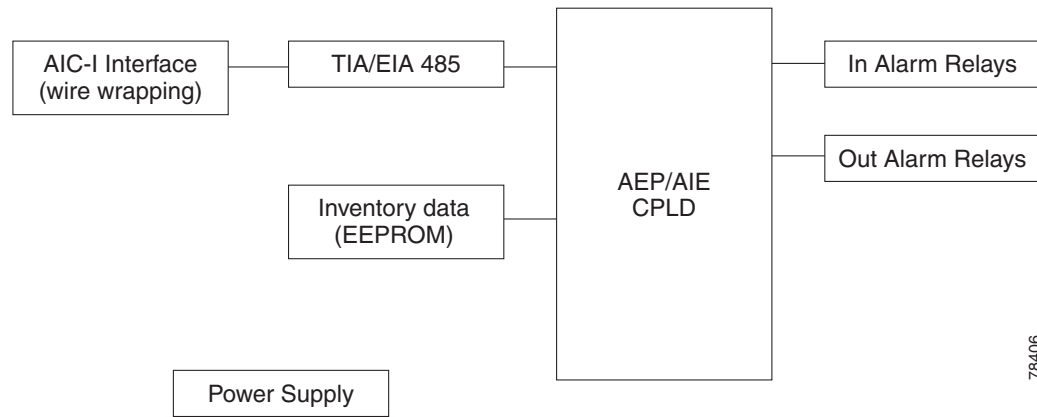 AIC-I Interface
(wire wrapping)
TIA/EIA 485
In Alarm Relays
Out Alarm Relays
AEP/AIE
CPLD
Inventory data
(EEPROM)
Power Supply
78406